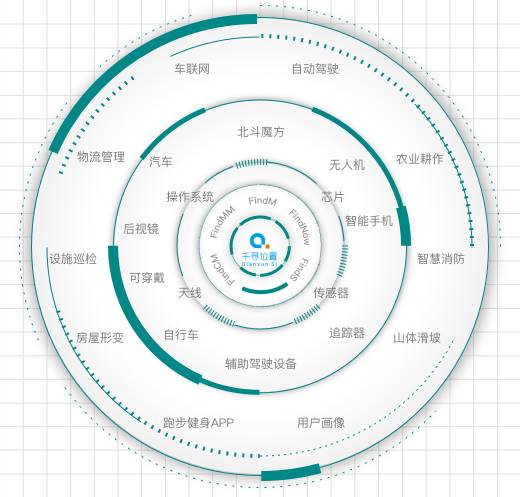 车联网
自动驾驶
北斗魔方
物流管理
汽车
无人机
农业耕作
操作系统
芯片
FindM
FindMM
FindNow
后视镜
智能手机
千寻位置
Qianxun SI
设施巡检
智慧消防
FindCM
FindS
可穿戴
天线
传感器
房屋形变
自行车
追踪器
山体滑坡
辅助驾驶设备
跑步健身APP
用户画像